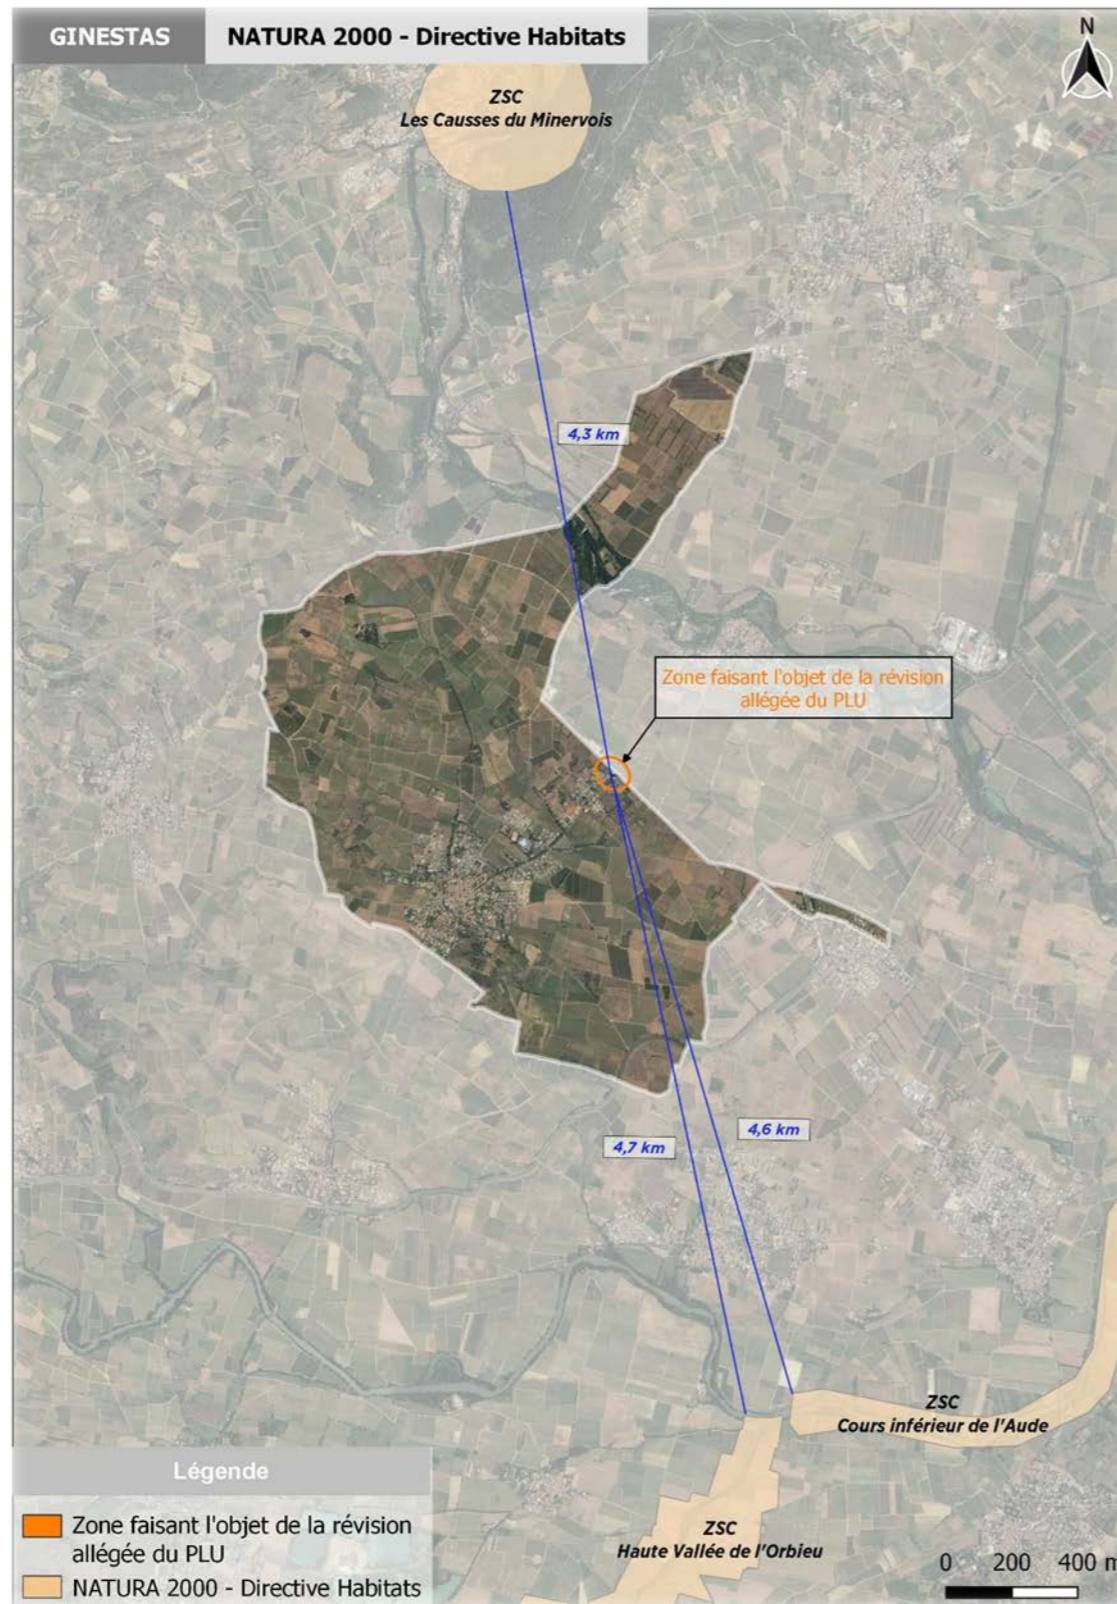 GINESTAS
NATURA 2000 - Directive Habitats
N
ZSC
Les Causses du Minervois
4,3 km
Zone faisant l'objet de la révision
allégée du PLU
4,6 km
4,7 km
ZSC
Cours inférieur de l'Aude
ZSC
Haute Vallée de l'Orbieu
Légende
Zone faisant l'objet de la révision
allégée du PLU
NATURA 2000 - Directive Habitats
0 200 400 m